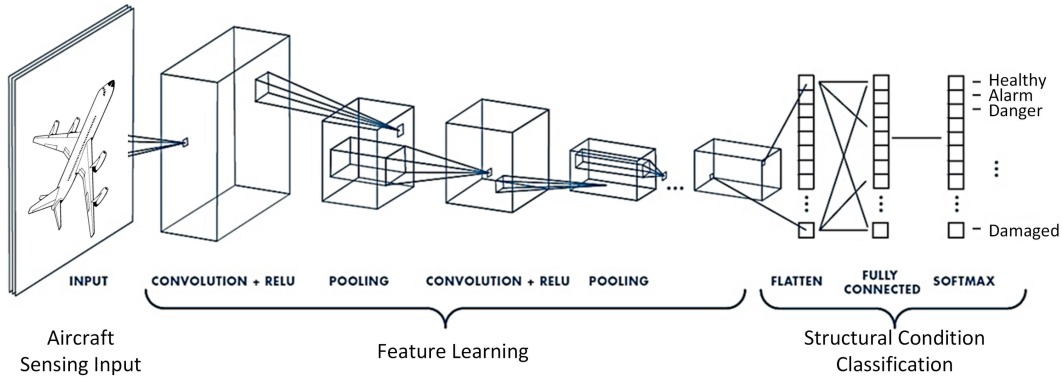 Healthy
Alarm
Danger
Damaged
INPUT
CONVOLUTION + RELU
POOLING
CONVOLUTION + RELU
POOLING
FLATTEN
FULLY
CONNECTED
SOFTMAX
Aircraft
Sensing Input
Feature Learning
Structural Condition
Classification